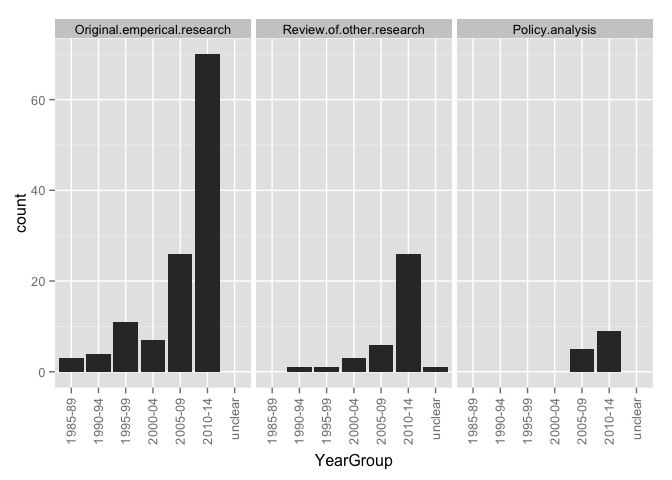 Original.emperical.research Review.of.other.research Policy.analysis
60
40
20
0
count
1985-89 1990-94 1995-99 2000-04 2005-09 2010-14 unclear 1985-89 1990-94 1995-99 2000-04 2005-09 2010-14 unclear 1985-89 1990-94 1995-99 2000-04 2005-09 2010-14 unclear
YearGroup